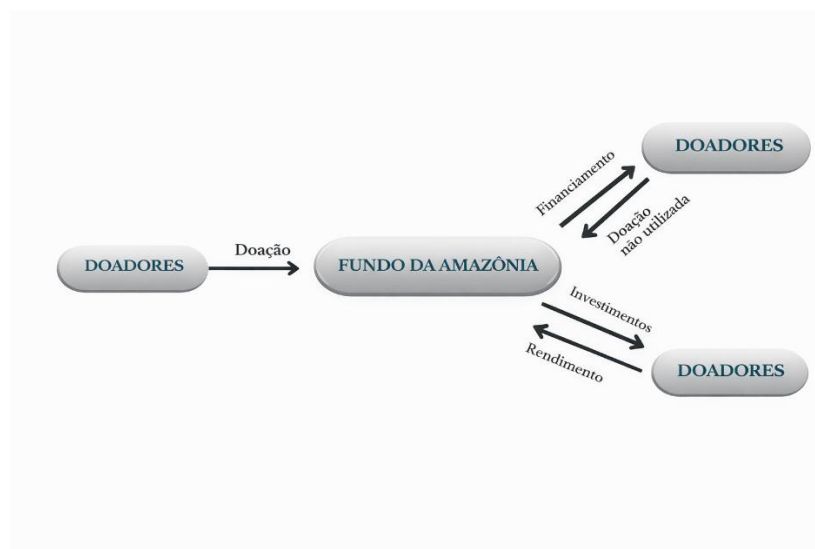 DOADORES
Doação
FUNDO DA AMAZÔNIA
Financiamento
Doação
não utilizada
DOADORES
Investimentos
Rendimento
DOADORES